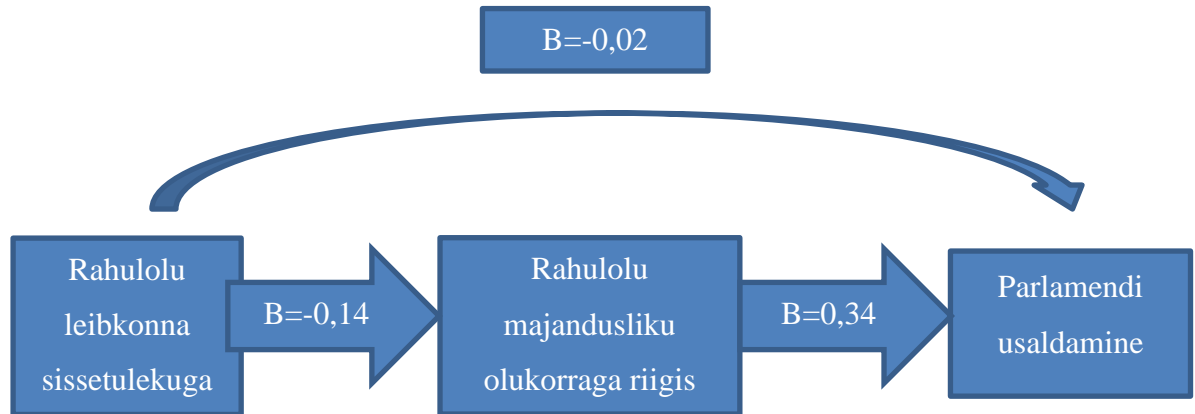 B=-0,02
Rahulolu
leibkonna
sissetulekuga
B=-0,14
Rahulolu
majandusliku
olukorraga riigis
B=0,34
Parlamendi
usaldamine